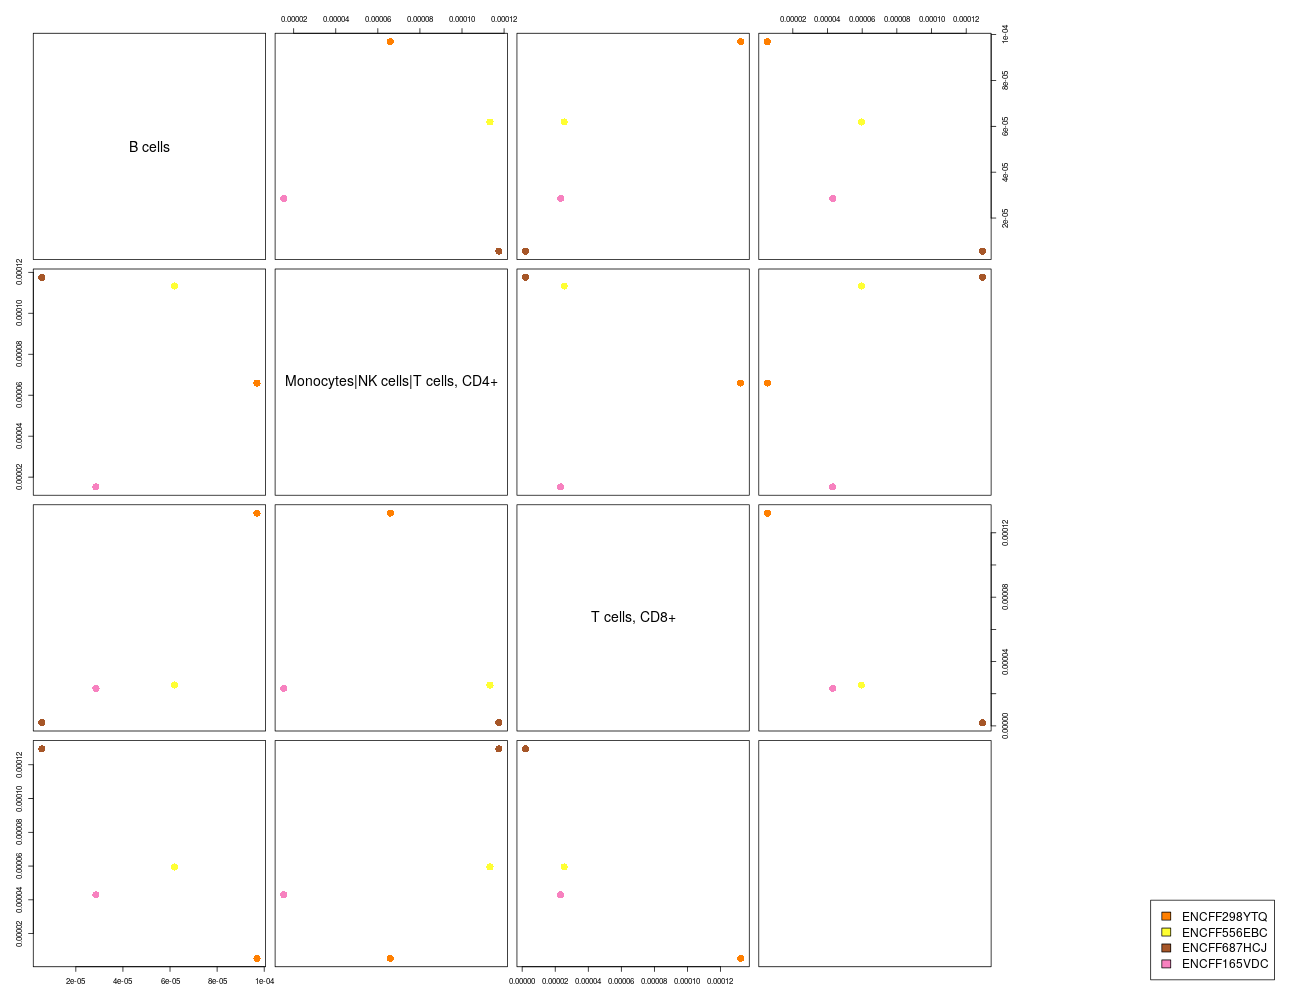 0.00002 0.00004 0.00006 0.00008 0.00010 0.00012
0.00002 0.00004 0.00006 0.00008 0.00010 0.00012
B cells
2e-05 4e-05 6e-05 8e-05 1e-04
0.00002 0.00004 0.00006 0.00008 0.00010 0.00012
Monocytes|NK cells|T cells, CD4+
T cells, CD8+
0.00000 0.00004 0.00008 0.00012
0.00002 0.00004 0.00006 0.00008 0.00010 0.00012
2e-05 4e-05 6e-05 8e-05 1e-04
0.00000 0.00002 0.00004 0.00006 0.00008 0.00010 0.00012
ENCFF298YTQ
ENCFF556EBC
ENCFF687HCJ
ENCFF165VDC